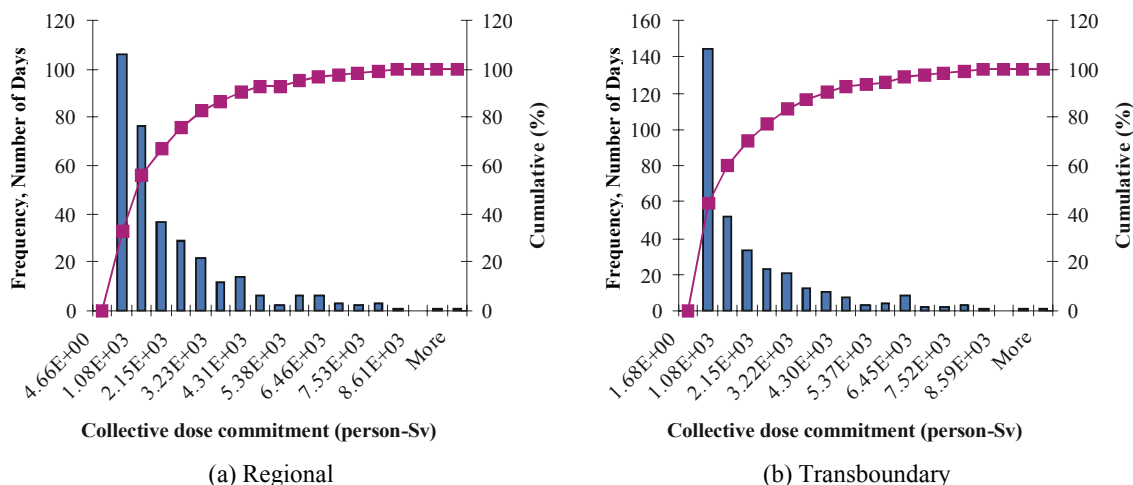 120
100
80
60
40
20
0
Frequency, Number of Days
120
100
80
60
40
20
0
Cumulative (%)
4.66E+00
1.08E+03
2.15E+03
3.23E+03
4.31E+03
5.38E+03
6.46E+03
7.53E+03
8.61E+03
More
Collective dose commitment (person-Sv)
(a) Regional
160
140
120
100
80
60
40
20
0
Frequency, Number of Days
120
100
80
60
40
20
0
Cumulative (%)
1.68E+00
1.08E+03
2.15E+03
3.22E+03
4.30E+03
5.37E+03
6.45E+03
7.52E+03
8.59E+03
More
Collective dose commitment (person-Sv)
(b) Transboundary